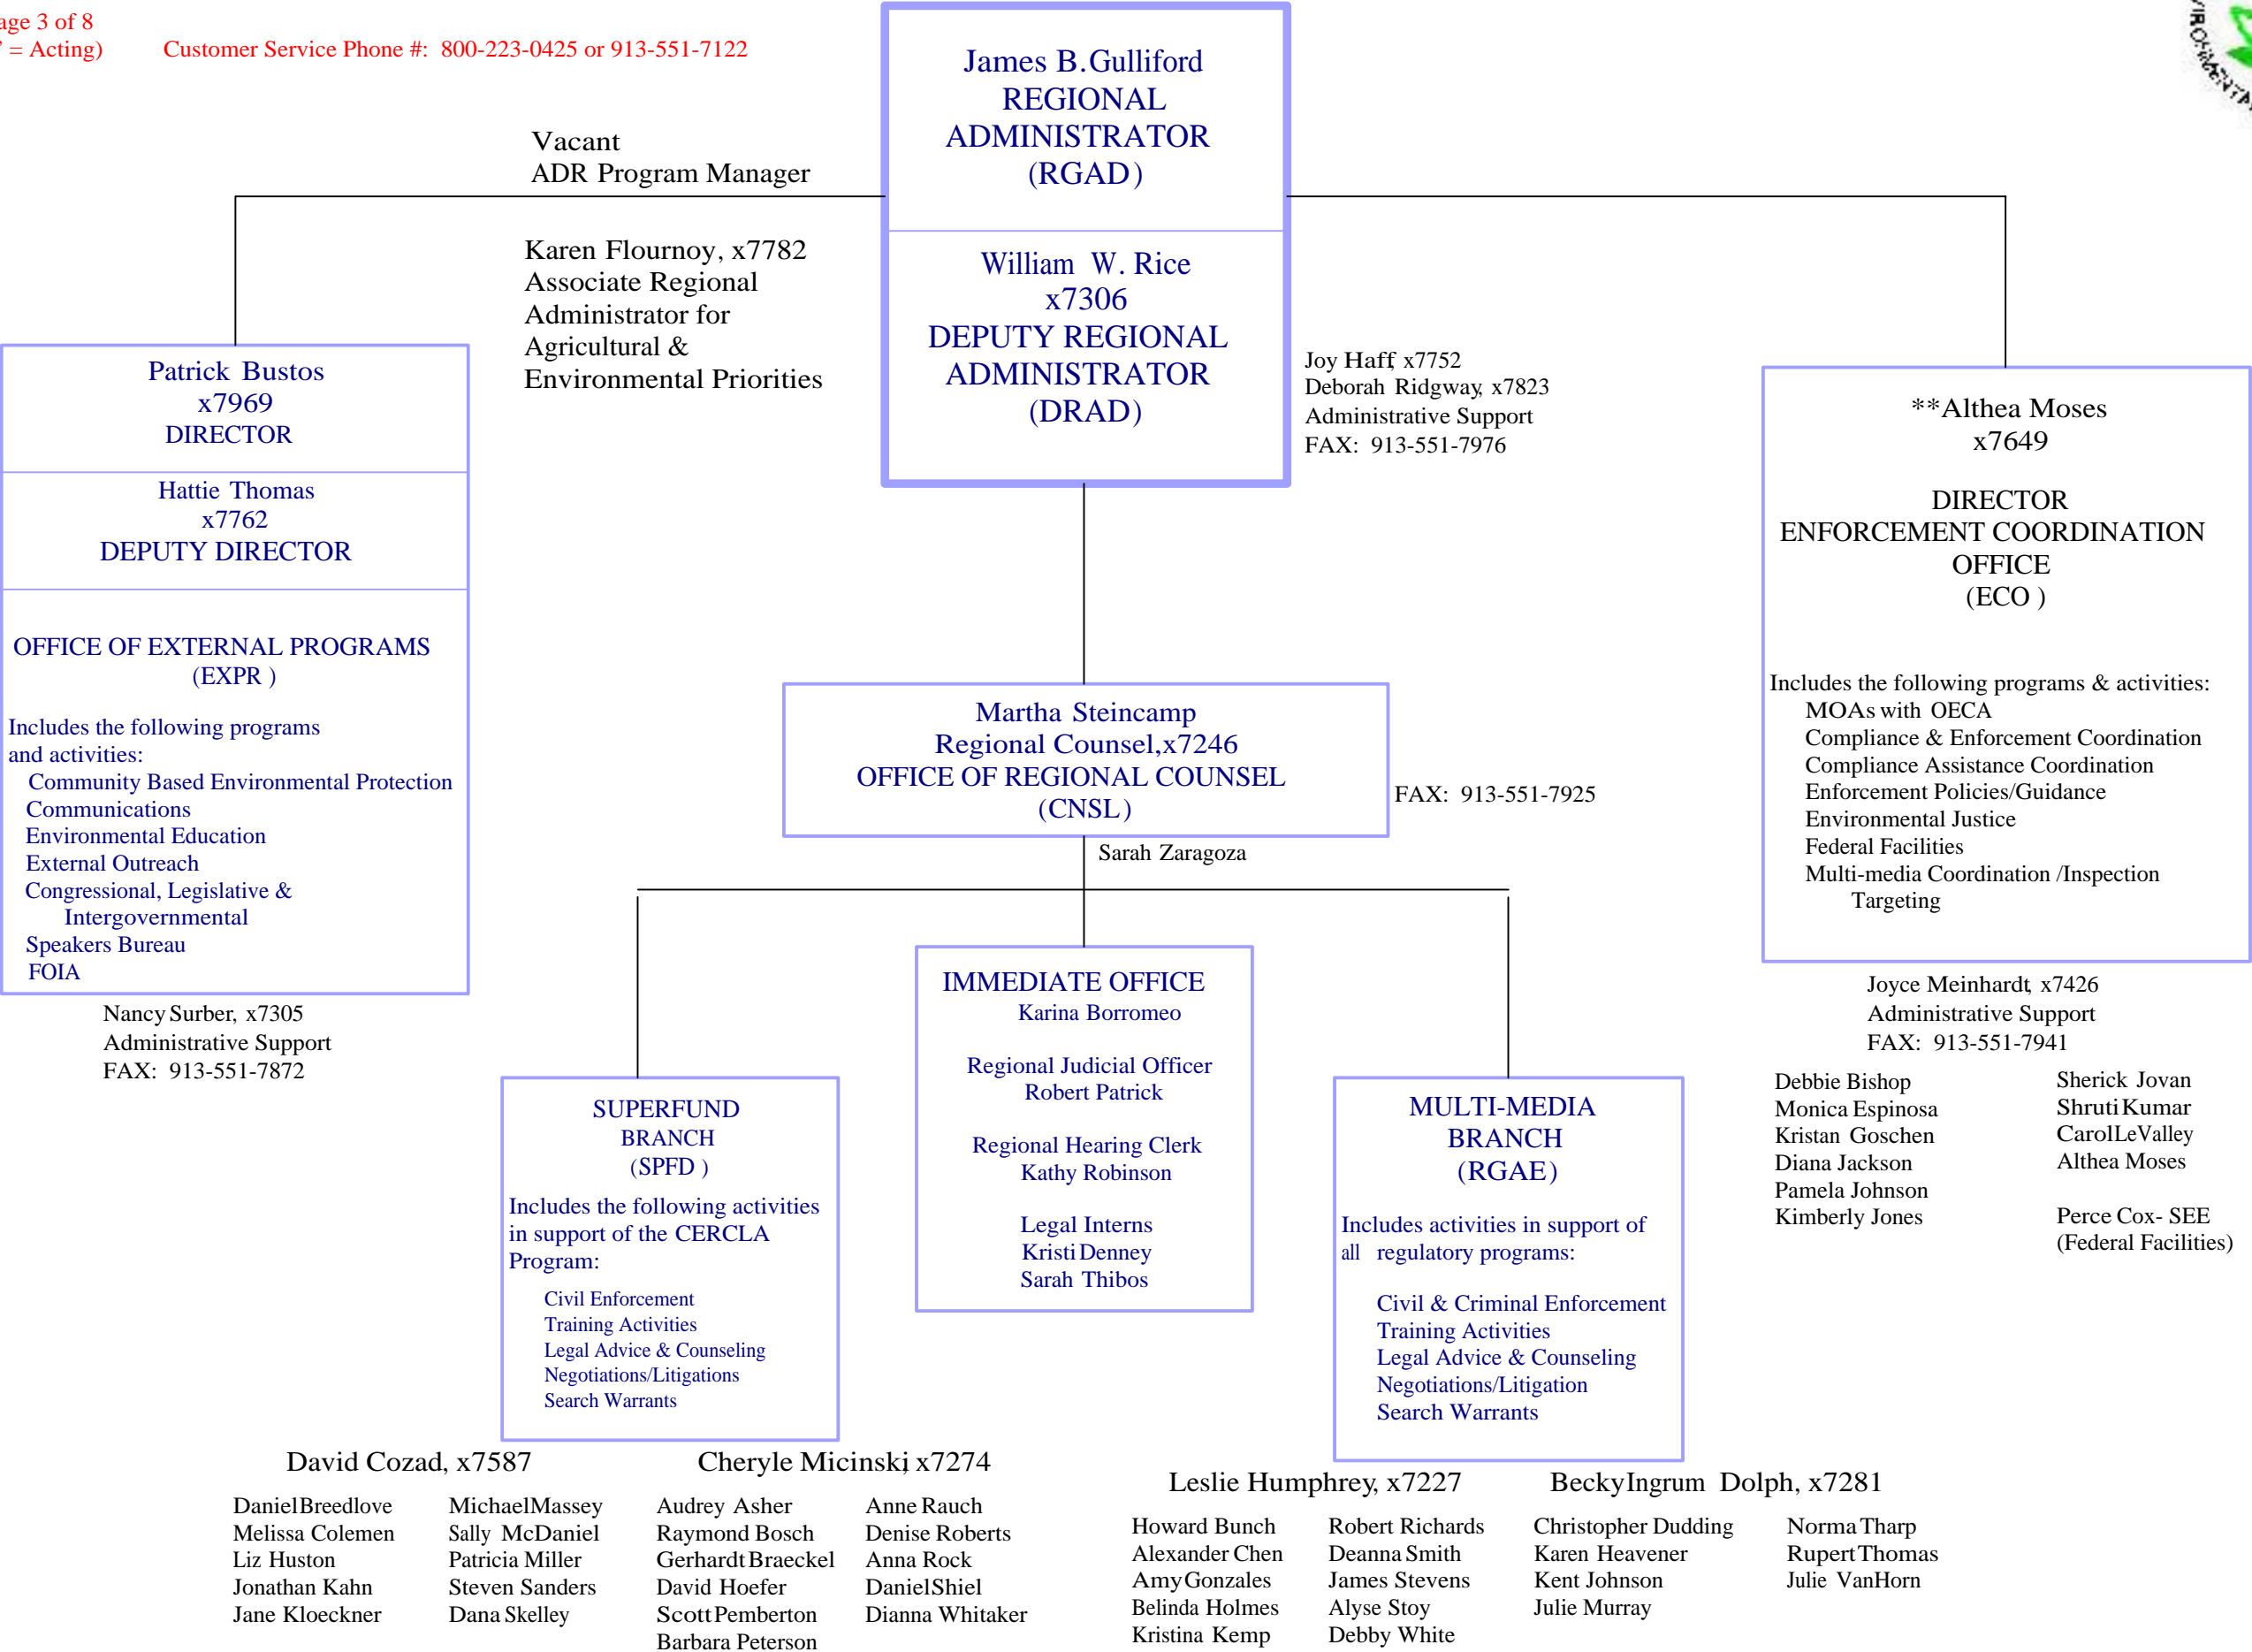 age 3 of 8
= Acting) Customer Service Phone #: 800-223-0425 or 913-551-7122
James B.Gulliford
REGIONAL
ADMINISTRATOR
(RGAD)
William W. Rice
x7306
DEPUTY REGIONAL
ADMINISTRATOR
(DRAD)
Vacant
ADR Program Manager
Karen Flournoy, x7782
Associate Regional
Administrator for
Agricultural &
Environmental Priorities
Joy Haff, x7752
Deborah Ridgway, x7823
Administrative Support
FAX: 913-551-7976
Patrick Bustos
x7969
DIRECTOR
Hattie Thomas
x7762
DEPUTY DIRECTOR
OFFICE OF EXTERNAL PROGRAMS
(EXPR )
Includes the following programs
and activities:
Community Based Environmental Protection
Communications
Environmental Education
External Outreach
Congressional, Legislative &
Intergovernmental
Speakers Bureau
FOIA
Nancy Surber, x7305
Administrative Support
FAX: 913-551-7872
**Althea Moses
x7649
DIRECTOR
ENFORCEMENT COORDINATION
OFFICE
(ECO )
Includes the following programs & activities:
MOAs with OECA
Compliance & Enforcement Coordination
Compliance Assistance Coordination
Enforcement Policies/Guidance
Environmental Justice
Federal Facilities
Multi-media Coordination /Inspection
Targeting
Joyce Meinhardt, x7426
Administrative Support
FAX: 913-551-7941
Debbie Bishop
Monica Espinosa
Kristan Goschen
Diana Jackson
Pamela Johnson
Kimberly Jones
Sherick Jovan
Shruti Kumar
Carol LeValley
Althea Moses
Perce Cox- SEE
(Federal Facilities)
Martha Steincamp
Regional Counsel,x7246
OFFICE OF REGIONAL COUNSEL
(CNSL)
FAX: 913-551-7925
Sarah Zaragoza
SUPERFUND
BRANCH
(SPFD )
Includes the following activities
in support of the CERCLA
Program:
Civil Enforcement
Training Activities
Legal Advice & Counseling
Negotiations/Litigations
Search Warrants
IMMEDIATE OFFICE
Karina Borromeo
Regional Judicial Officer
Robert Patrick
Regional Hearing Clerk
Kathy Robinson
Legal Interns
Kristi Denney
Sarah Thibos
MULTI-MEDIA
BRANCH
(RGAE)
Includes activities in support of
all regulatory programs:
Civil & Criminal Enforcement
Training Activities
Legal Advice & Counseling
Negotiations/Litigation
Search Warrants
David Cozad, x7587
Daniel Breedlove
Melissa Colemen
Liz Huston
Jonathan Kahn
Jane Kloeckner
Michael Massey
Sally McDaniel
Patricia Miller
Steven Sanders
Dana Skelley
Cheryle Micinski, x7274
Audrey Asher
Raymond Bosch
Gerhardt Braeckel
David Hoefer
Scott Pemberton
Barbara Peterson
Anne Rauch
Denise Roberts
Anna Rock
Daniel Shiel
Dianna Whitaker
Leslie Humphrey, x7227
Howard Bunch
Alexander Chen
Amy Gonzales
Belinda Holmes
Kristina Kemp
Robert Richards
Deanna Smith
James Stevens
Alyse Stoy
Debby White
Becky Ingrum Dolph, x7281
Christopher Dudding
Karen Heavener
Kent Johnson
Julie Murray
Norma Tharp
Rupert Thomas
Julie VanHorn